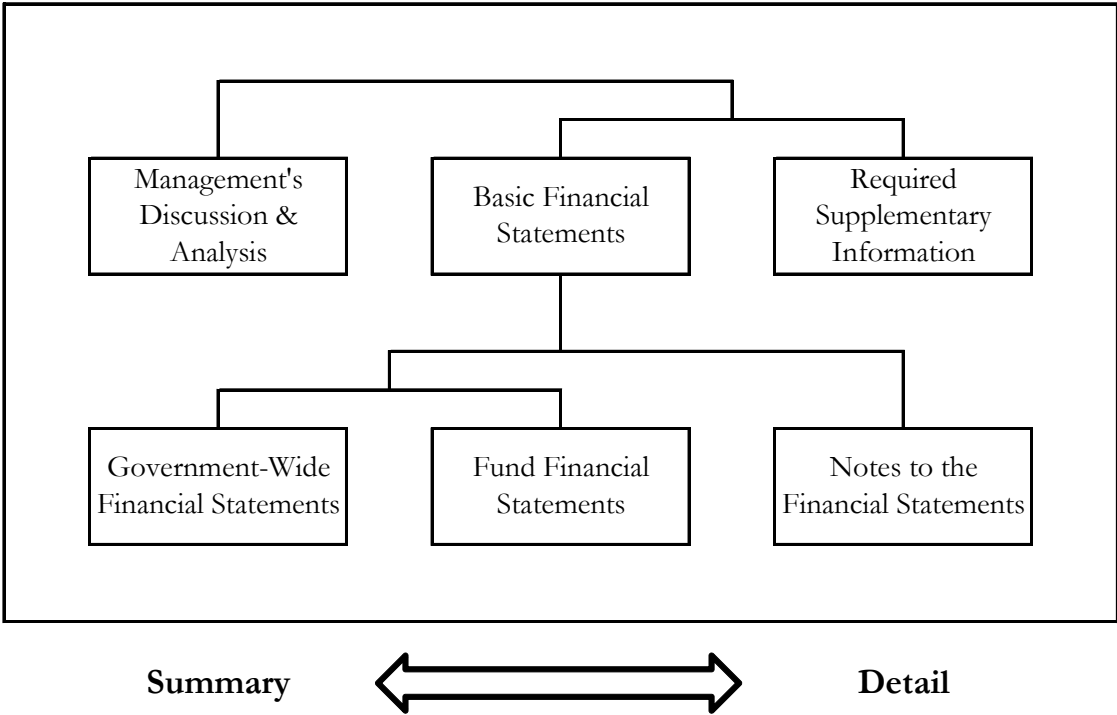 Management's
Discussion &
Analysis
Basic Financial
Statements
Required
Supplementary
Information
Government-Wide
Financial Statements
Fund Financial
Statements
Notes to the
Financial Statements
Summary
Detail